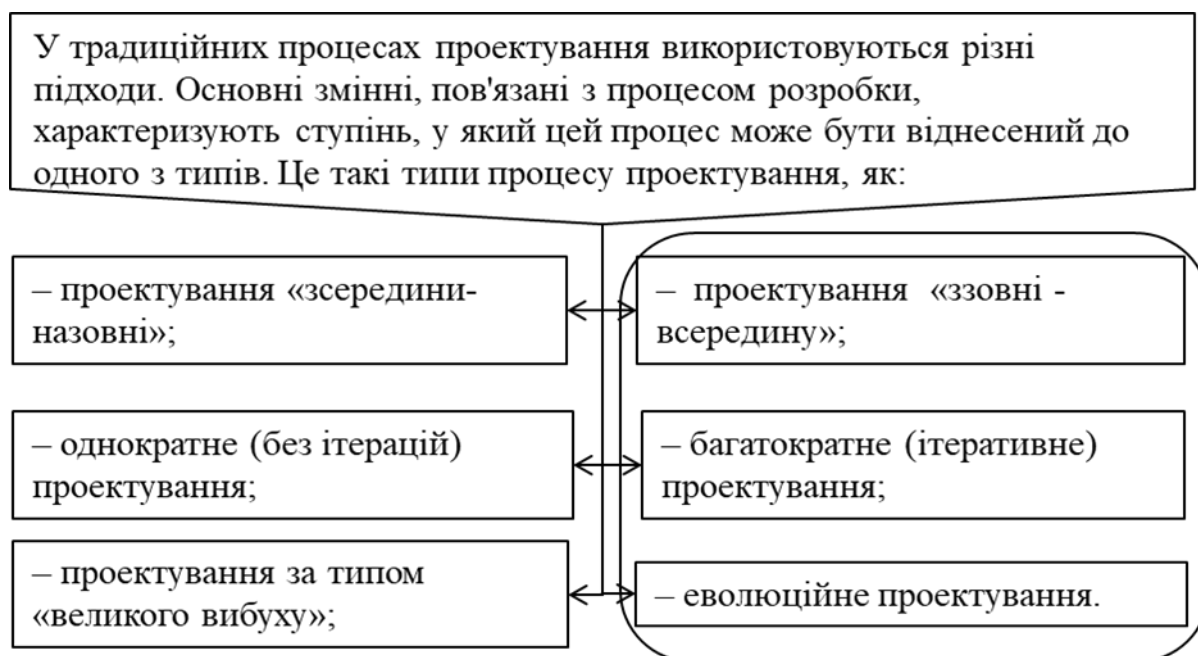 У традиційних процесах проектування використовуються різні
підходи. Основні змінні, пов'язані з процесом розробки,
характеризують ступінь, у який цей процес може бути віднесений до
одного з типів. Це такі типи процесу проектування, як:
– проектування «зсередини-
назовні»;
– проектування «ззовні -
всередину»;
– однократне (без ітерацій)
проектування;
– багатократне (ітеративне)
проектування;
– проектування за типом
«великого вибуху»;
– еволюційне проектування.